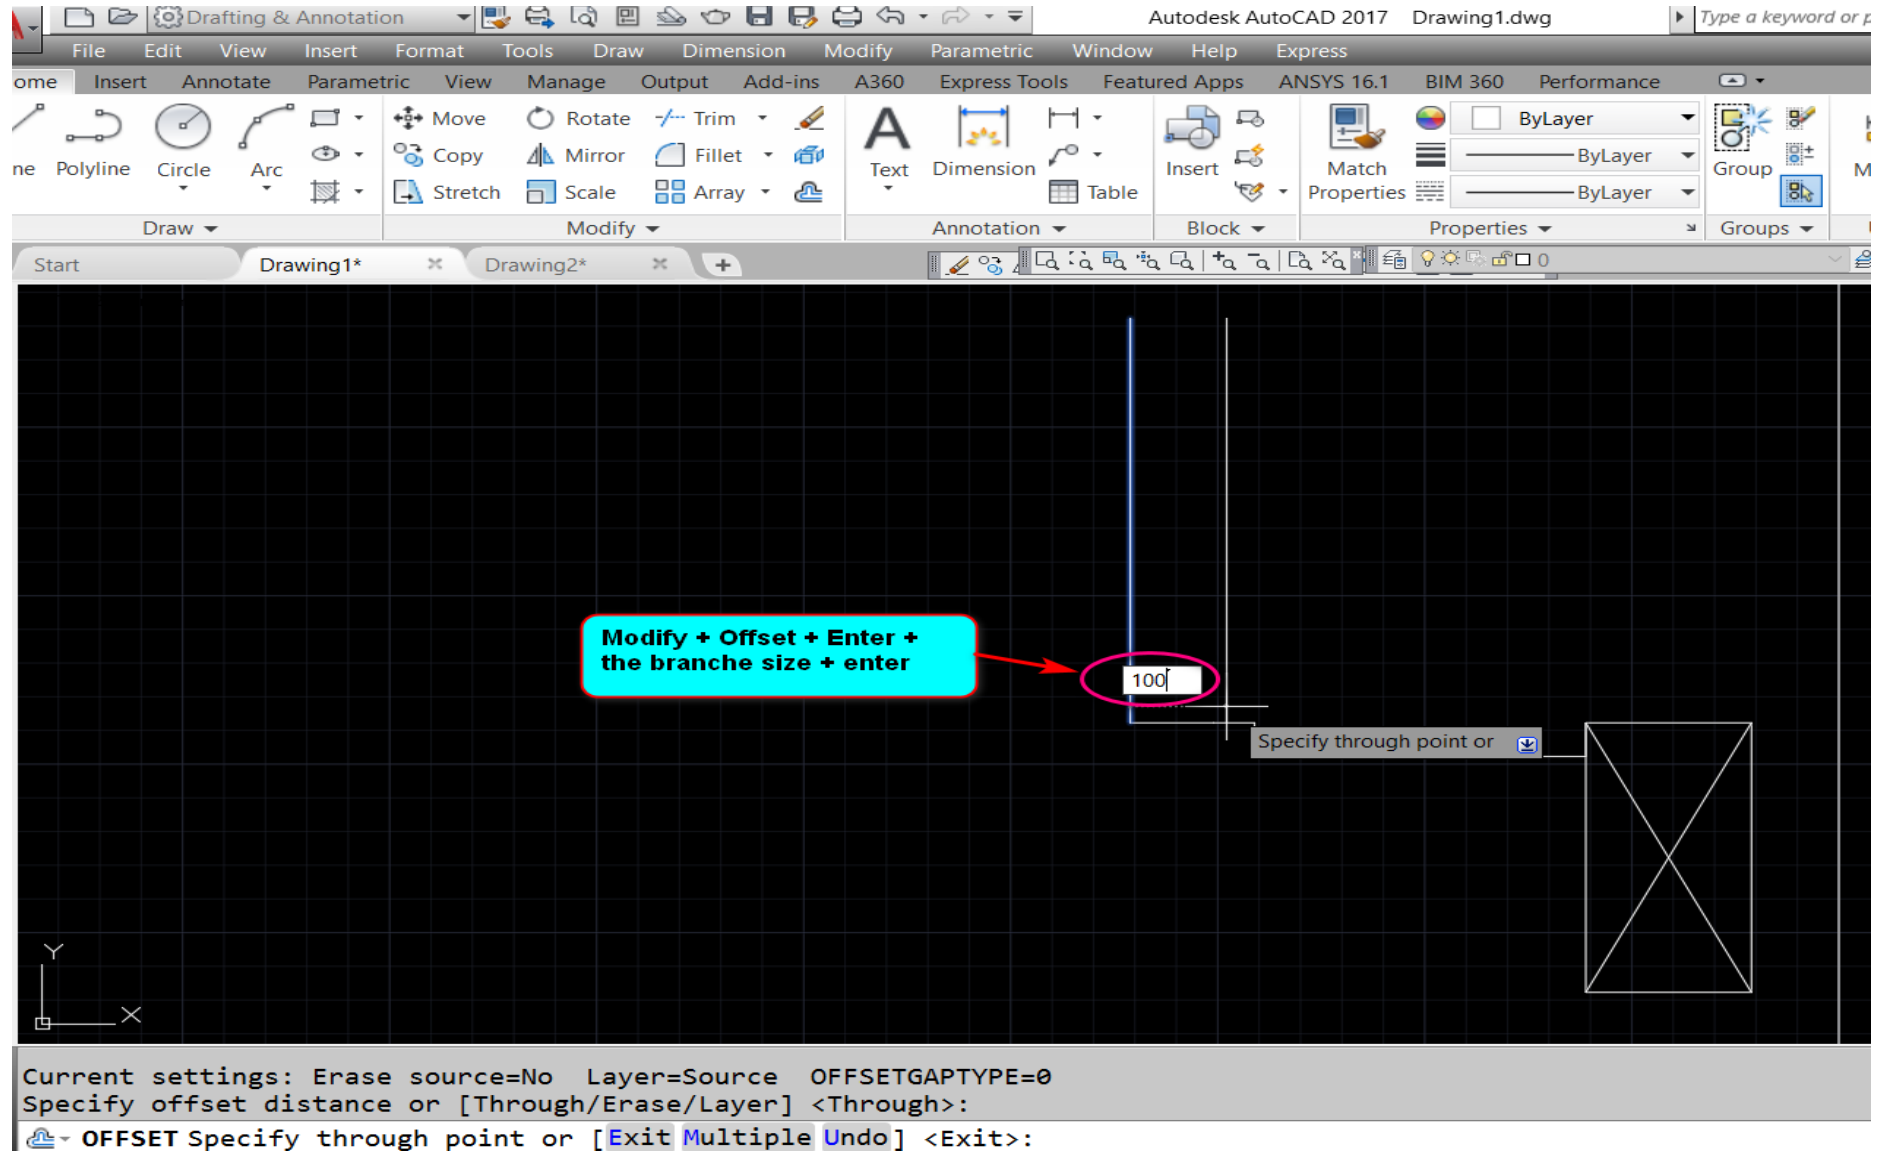 Drafting & Annotation
Autodesk AutoCAD 2017 Drawing1.dwg
Type a keyword or p
File Edit View Insert Format Tools Draw Dimension Modify Parametric Window Help Express
ome Insert Annotate Parametric View Manage Output Add-ins A360 Express Tools Featured Apps ANSYS 16.1 BIM 360 Performance
Move Rotate Trim ByLayer
ne Polyline Circle Arc Copy Mirror Fillet Text Dimension Insert Match Properties ByLayer Group M
Stretch Scale Array Table ByLayer
Draw Modify Annotation Block Properties Groups
Start Drawing1* Drawing2* 0
Modify + Offset + Enter +
the branche size + enter
100
Specify through point or
Y
X
Current settings: Erase source=No Layer=Source OFFSETGAPTYPE=0
Specify offset distance or [Through/Erase/Layer] <Through>:
OFFSET Specify through point or [Exit Multiple Undo] <Exit>: